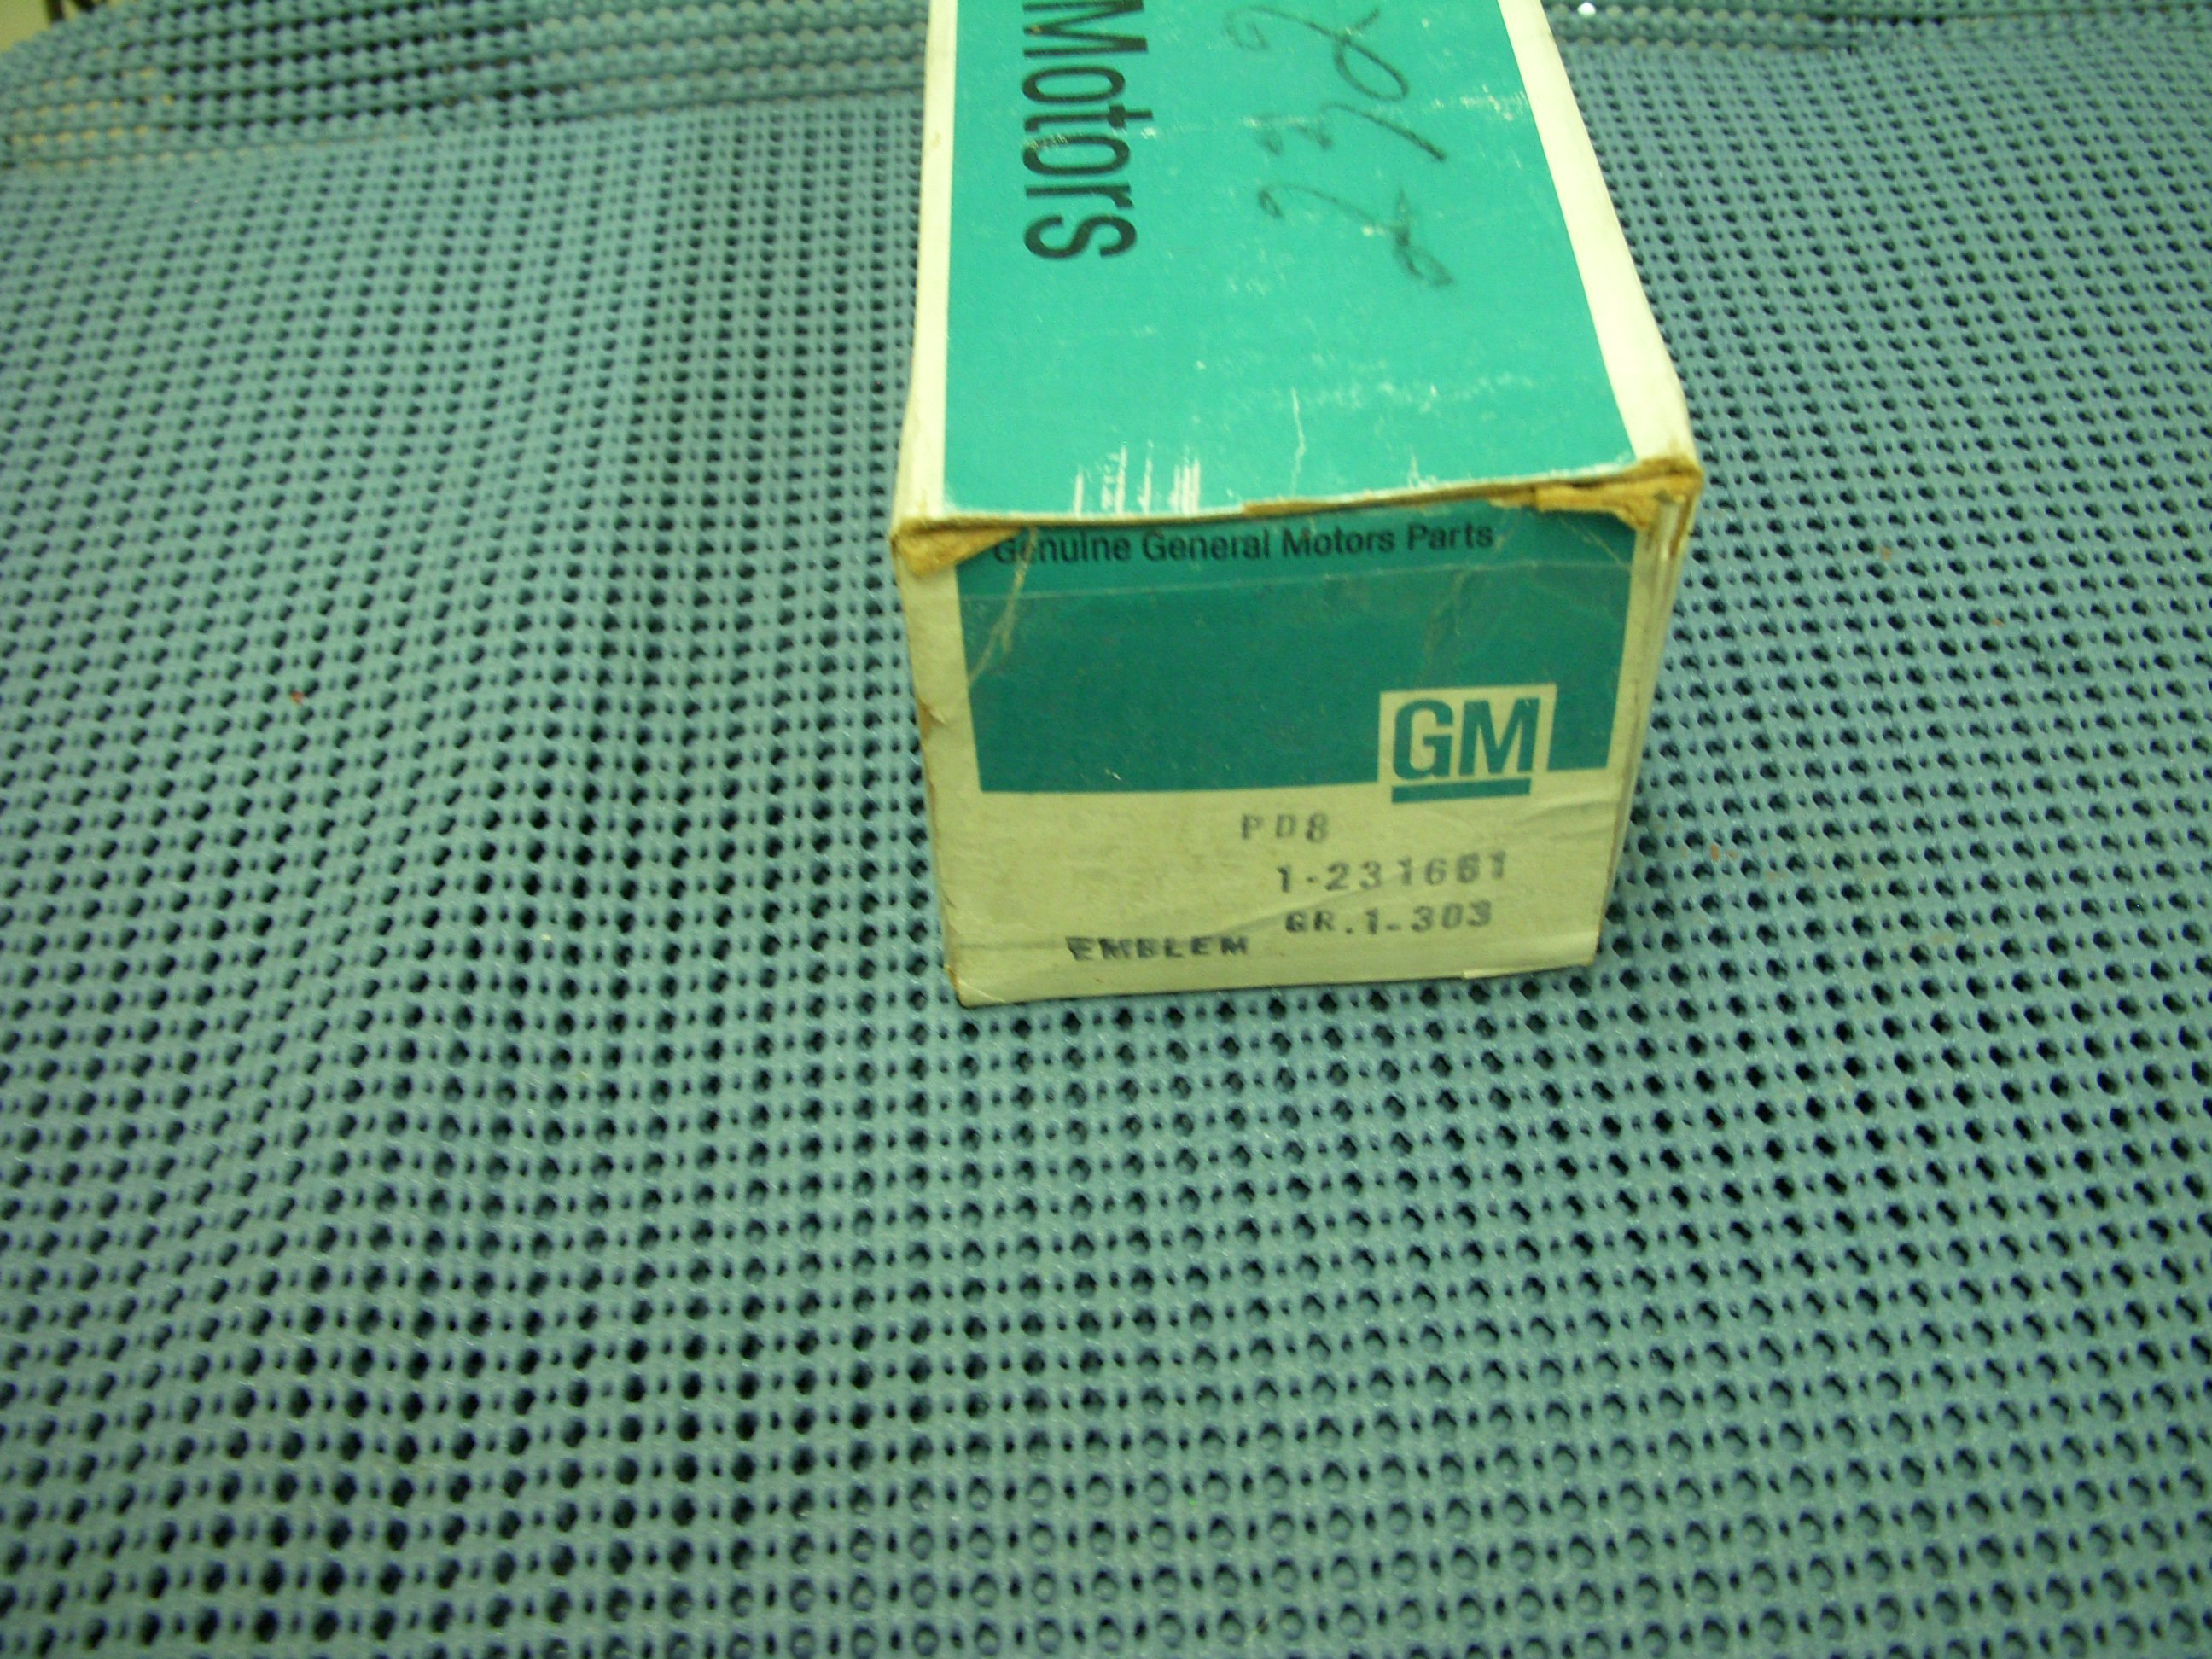 Motors
Genuine General Motors Parts
GM
PD8
1-231661
GR.1-303
EMBLEM